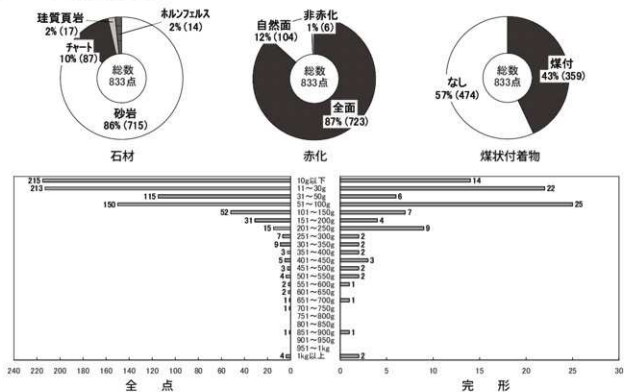 珪質頁岩
2% (17)
ホルンフェルス
2% (14)
チャート
10% (87)
総数
833点
砂岩
86% (715)
石材
自然面
12% (104)
非赤化
1% (6)
総数
833点
全面
87% (723)
赤化
なし
57% (474)
総数
833点
煤付
43% (359)
煤状付着物
215 10g以下 14
213 11～30g 22
115 31～50g 6
150 51～100g 25
52 101～150g 7
31 151～200g 4
15 201～250g 9
7 251～300g 2
9 301～350g 2
3 351～400g 2
5 401～450g 3
3 451～500g 2
4 501～550g 2
2 551～600g 1
2 601～650g
1 651～700g 1
1 701～750g
751～800g
801～850g
1 851～900g 1
901～950g
951～1kg
4 1kg以上 2
240 220 200 180 160 140 120 100 80 60 40 20 0
0 5 10 15 20 25 30
全点
完形